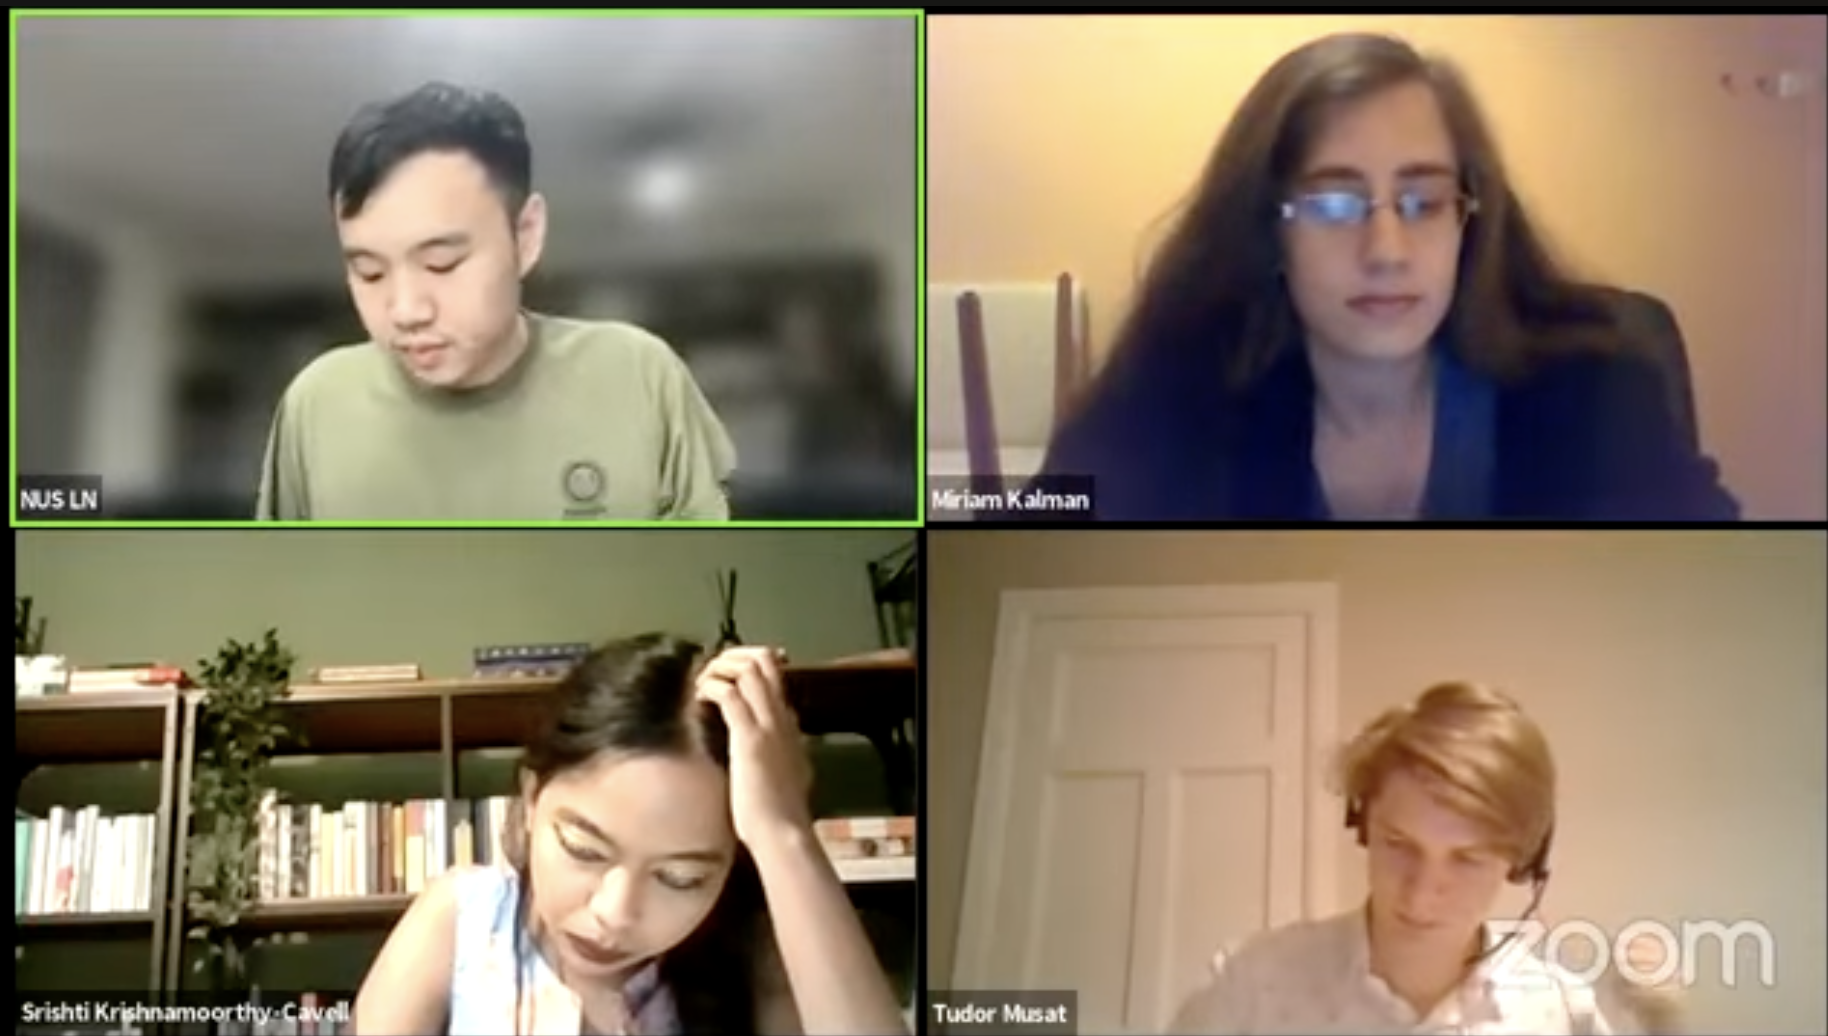 NUS LN
Miriam Kalman
Srishti Krishnamoorthy-Cavell
Tudor Musat
zoom